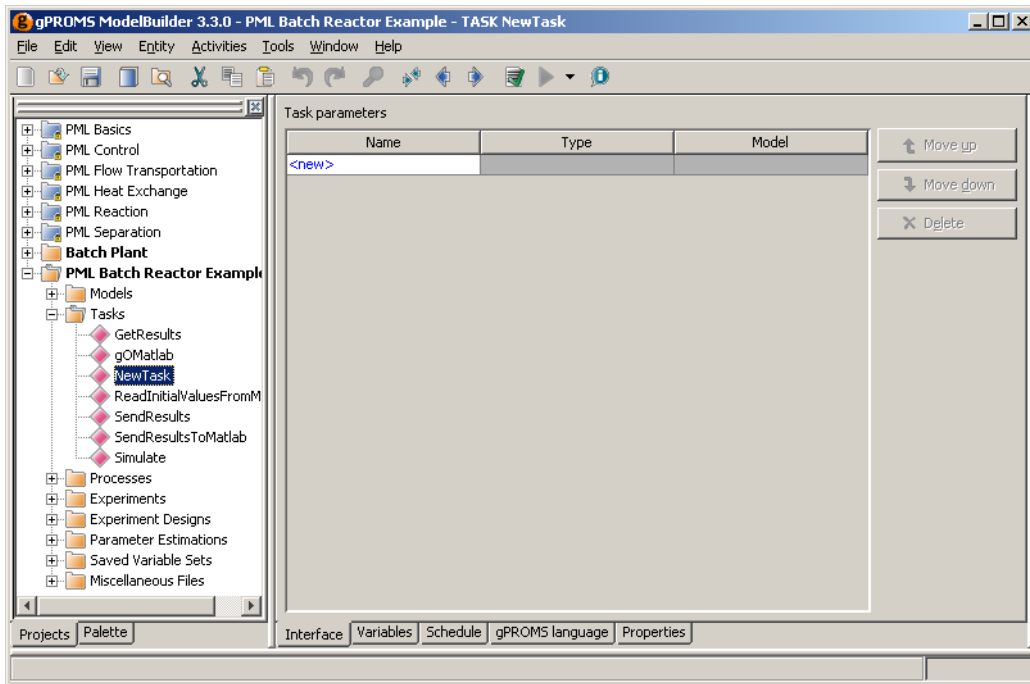 gPROMS ModelBuilder 3.3.0 - PML Batch Reactor Example - TASK NewTask
File Edit View Entity Activities Tools Window Help
Task parameters
Name Type Model
<new>
Move up
Move down
Delete
PML Basics
PML Control
PML Flow Transportation
PML Heat Exchange
PML Reaction
PML Separation
Batch Plant
PML Batch Reactor Exampl
Models
Tasks
GetResults
gOMatlab
NewTask
ReadInitialValuesFromM
SendResults
SendResultsToMatlab
Simulate
Processes
Experiments
Experiment Designs
Parameter Estimations
Saved Variable Sets
Miscellaneous Files
Projects Palette
Interface Variables Schedule gPROMS language Properties